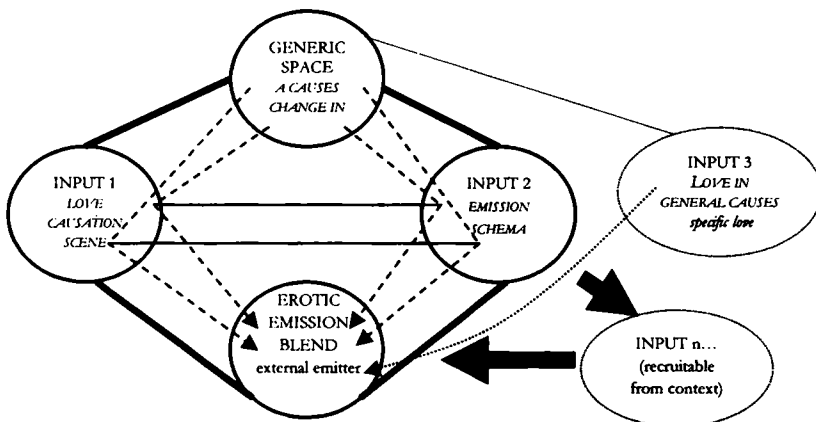 GENERIC
SPACE
A CAUSES
CHANGE IN
INPUT 1
LOVE
CAUSATION
SCENE
INPUT 2
EMISSION
SCHEMA
INPUT 3
LOVE IN
GENERAL CAUSES
specific love
EROTIC
EMISSION
BLEND
external emitter
INPUT n...
(recruitable
from context)